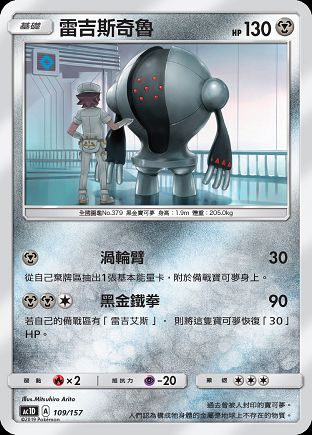 基礎 雷吉斯奇魯 HP 130
全國圖鑑No.379 黑金寶可夢 身高:1.9m 體重:205.0kg
渦輪臂 30
從自己棄牌區抽出1張基本能量卡,附於備戰寶可夢身上。
黑金鐵拳 90
若自己的備戰區有「雷吉艾斯」,則將這隻寶可夢恢復「30」
HP。
弱點 ×2 抵抗力 -20 撤退
Illus.Mitsuhiro Arita
AC1D A 109/157
©2019 Pokémon
過去曾被人封印的寶可夢。
人們認為構成牠身體的金屬是地球上不存在的物質。